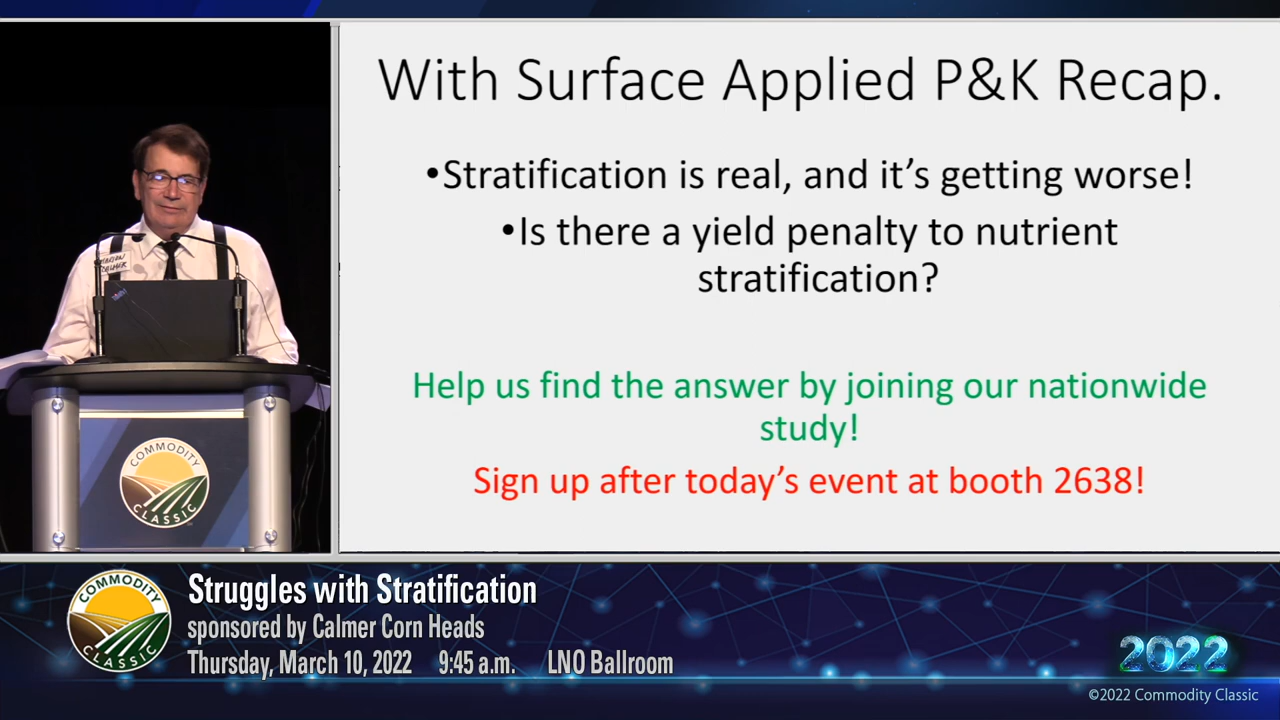 With Surface Applied P&K Recap.
•Stratification is real, and it's getting worse!
•Is there a yield penalty to nutrient
stratification?
Help us find the answer by joining our nationwide
study!
Sign up after today's event at booth 2638!
CALMER
COMMODITY
CLASSIC
COMMODITY
CLASSIC
Struggles with Stratification
sponsored by Calmer Corn Heads
Thursday, March 10, 2022 9:45 a.m. LNO Ballroom
2022
©2022 Commodity Classic